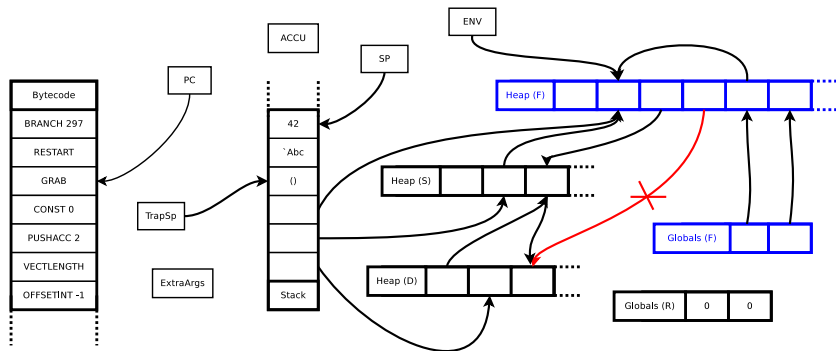 ENV
ACCU
SP
PC
Bytecode
BRANCH 297
RESTART
GRAB
CONST 0
PUSHACC 2
VECTLENGTH
OFFSETINT -1
TrapSp
ExtraArgs
42
`Abc
()
Stack
Heap (F)
Heap (S)
Heap (D)
Globals (F)
Globals (R) 0 0